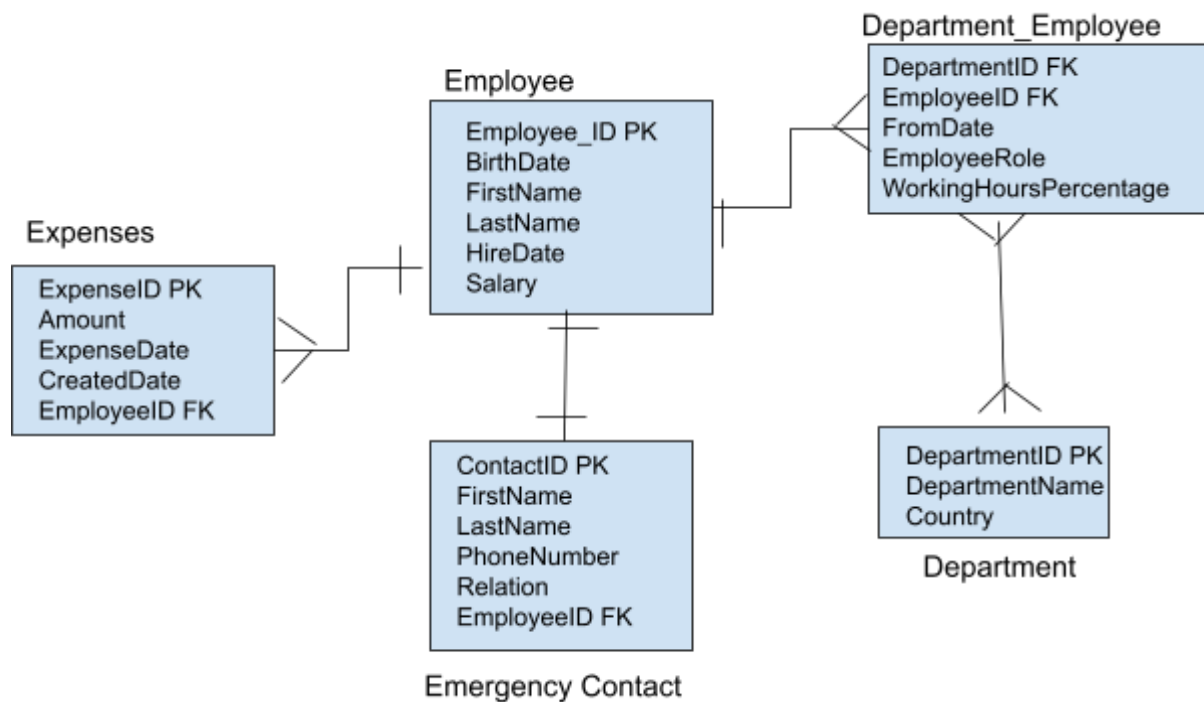 Department_Employee
DepartmentID FK
EmployeeID FK
FromDate
EmployeeRole
WorkingHoursPercentage
Employee
Employee_ID PK
BirthDate
FirstName
LastName
HireDate
Salary
Expenses
ExpenseID PK
Amount
ExpenseDate
CreatedDate
EmployeeID FK
ContactID PK
FirstName
LastName
PhoneNumber
Relation
EmployeeID FK
Emergency Contact
DepartmentID PK
DepartmentName
Country
Department